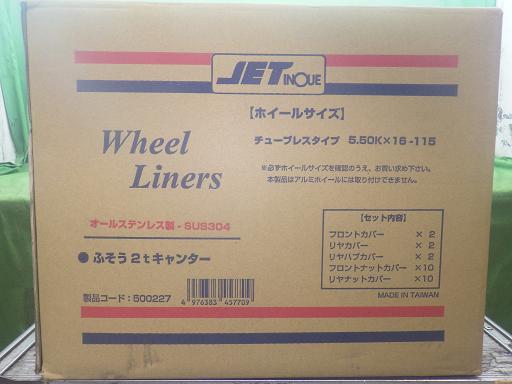 JET INOUE
【ホイールサイズ】
チューブレスタイプ 5.50K×16-115
※必ずホイールサイズを確認のうえ、お買い求め下さい。
本製品はアルミホイールには取り付けできません。
Wheel
Liners
オールステンレス製-SUS304
●ふそう2tキャンター
製品コード:500227
4 976383 457709
【セット内容】
フロントカバー ×2
リヤカバー ×2
リヤハブカバー ×2
フロントナットカバー ×10
リヤナットカバー ×10
MADE IN TAIWAN